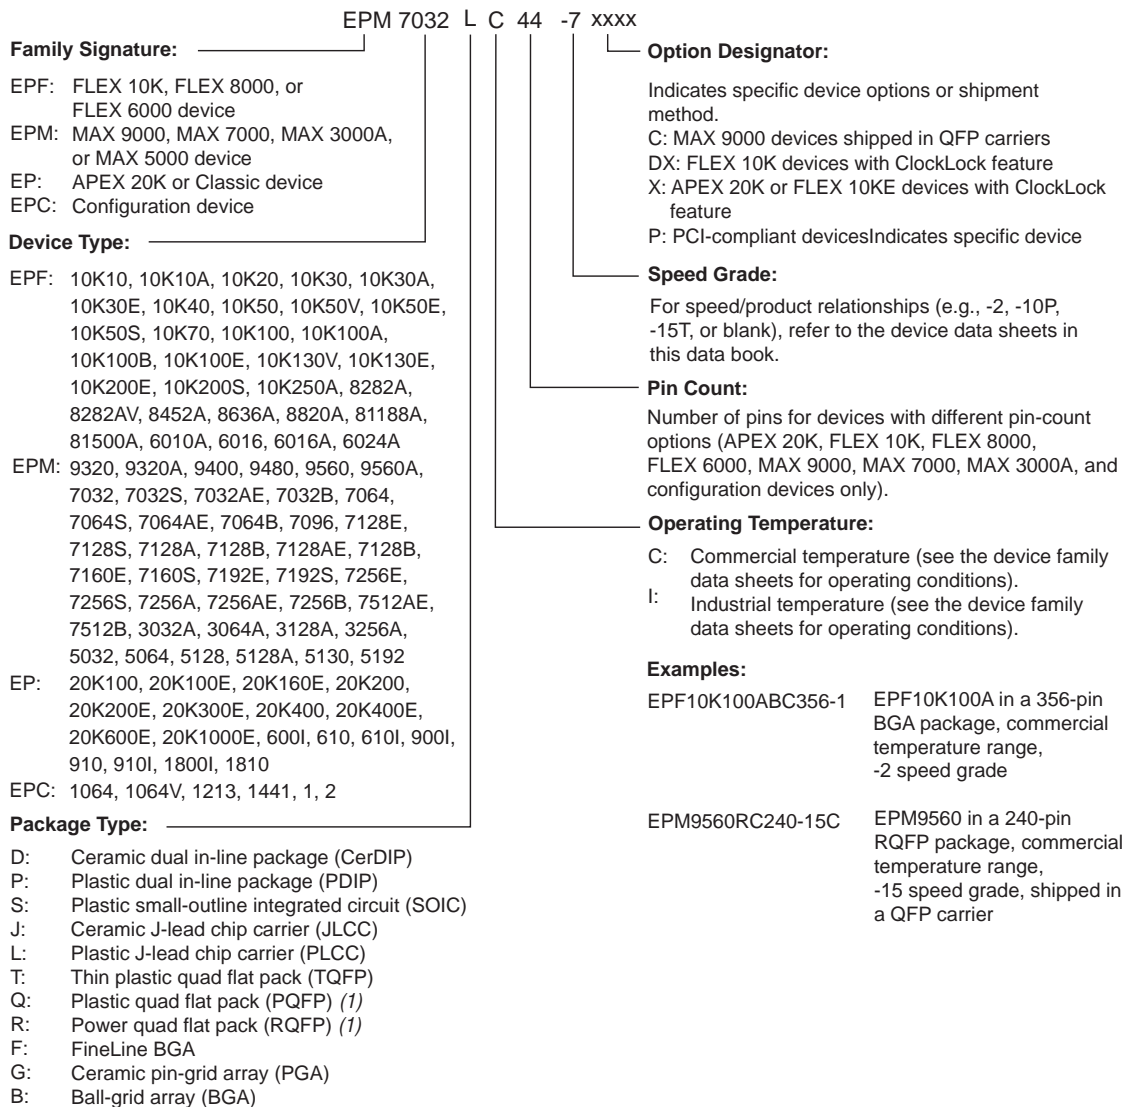 EPM 7032 L C 44 -7 xxxx
Family Signature:
EPF: FLEX 10K, FLEX 8000, or
FLEX 6000 device
EPM: MAX 9000, MAX 7000, MAX 3000A,
or MAX 5000 device
EP: APEX 20K or Classic device
EPC: Configuration device
Device Type:
EPF: 10K10, 10K10A, 10K20, 10K30, 10K30A,
10K30E, 10K40, 10K50, 10K50V, 10K50E,
10K50S, 10K70, 10K100, 10K100A,
10K100B, 10K100E, 10K130V, 10K130E,
10K200E, 10K200S, 10K250A, 8282A,
8282AV, 8452A, 8636A, 8820A, 81188A,
81500A, 6010A, 6016, 6016A, 6024A
EPM: 9320, 9320A, 9400, 9480, 9560, 9560A,
7032, 7032S, 7032AE, 7032B, 7064,
7064S, 7064AE, 7064B, 7096, 7128E,
7128S, 7128A, 7128B, 7128AE, 7128B,
7160E, 7160S, 7192E, 7192S, 7256E,
7256S, 7256A, 7256AE, 7256B, 7512AE,
7512B, 3032A, 3064A, 3128A, 3256A,
5032, 5064, 5128, 5128A, 5130, 5192
EP: 20K100, 20K100E, 20K160E, 20K200,
20K200E, 20K300E, 20K400, 20K400E,
20K600E, 20K1000E, 600I, 610, 610I, 900I,
910, 910I, 1800I, 1810
EPC: 1064, 1064V, 1213, 1441, 1, 2
Package Type:
D: Ceramic dual in-line package (CerDIP)
P: Plastic dual in-line package (PDIP)
S: Plastic small-outline integrated circuit (SOIC)
J: Ceramic J-lead chip carrier (JLCC)
L: Plastic J-lead chip carrier (PLCC)
T: Thin plastic quad flat pack (TQFP)
Q: Plastic quad flat pack (PQFP) (1)
R: Power quad flat pack (RQFP) (1)
F: FineLine BGA
G: Ceramic pin-grid array (PGA)
B: Ball-grid array (BGA)
Option Designator:
Indicates specific device options or shipment
method.
C: MAX 9000 devices shipped in QFP carriers
DX: FLEX 10K devices with ClockLock feature
X: APEX 20K or FLEX 10KE devices with ClockLock
feature
P: PCI-compliant devicesIndicates specific device
Speed Grade:
For speed/product relationships (e.g., -2, -10P,
-15T, or blank), refer to the device data sheets in
this data book.
Pin Count:
Number of pins for devices with different pin-count
options (APEX 20K, FLEX 10K, FLEX 8000,
FLEX 6000, MAX 9000, MAX 7000, MAX 3000A, and
configuration devices only).
Operating Temperature:
C: Commercial temperature (see the device family
data sheets for operating conditions).
I: Industrial temperature (see the device family
data sheets for operating conditions).
Examples:
EPF10K100ABC356-1 EPF10K100A in a 356-pin
BGA package, commercial
temperature range,
-2 speed grade
EPM9560RC240-15C EPM9560 in a 240-pin
RQFP package, commercial
temperature range,
-15 speed grade, shipped in
a QFP carrier